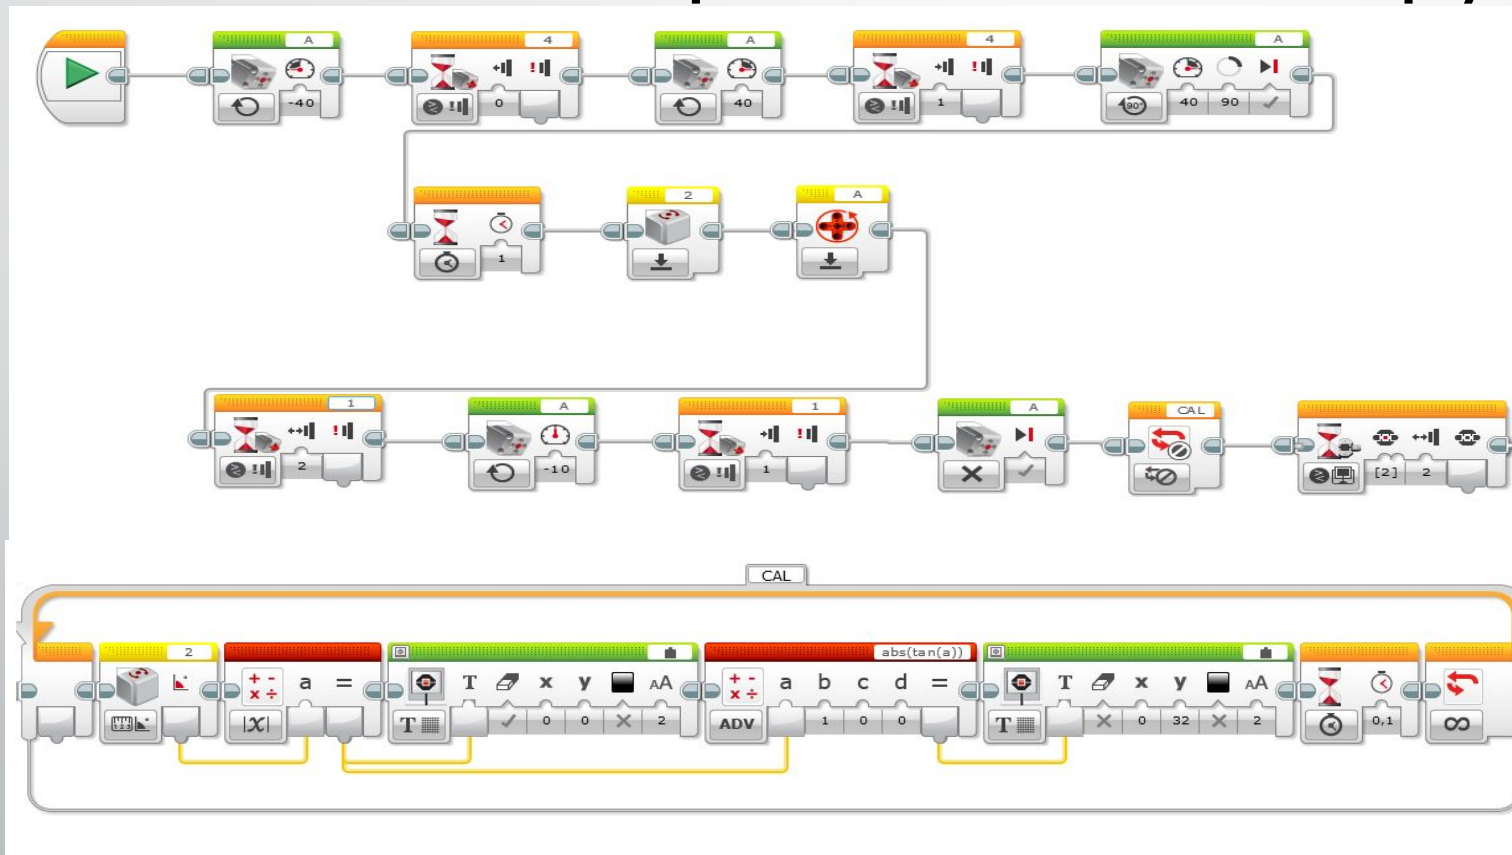 A 4 A 4 A
-40 0 40 1 90° 40 90
2 A
1
1 A 1 A CAL
2 -10 1 [2] 2
CAL
2 abs(tan(a))
+ - × ÷ a = T x y AA + - × ÷ a b c d = T x y AA
123 |X| T 0 0 2 ADV 1 0 0 T 0 32 2 0,1 ∞